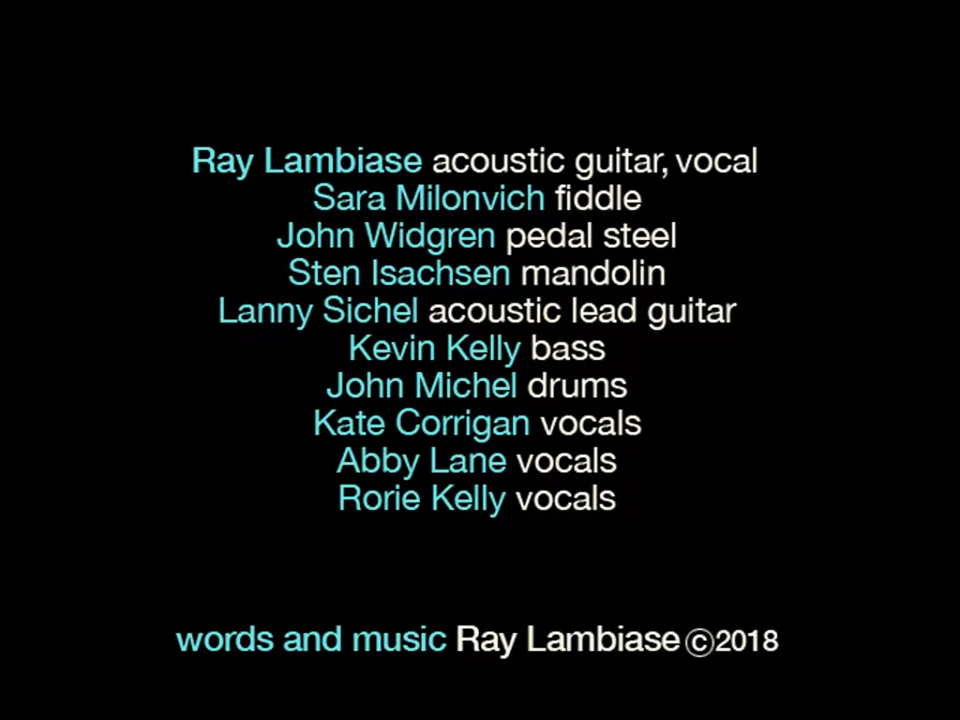 Ray Lambiase acoustic guitar, vocal
Sara Milonvich fiddle
John Widgren pedal steel
Sten Isachsen mandolin
Lanny Sichel acoustic lead guitar
Kevin Kelly bass
John Michel drums
Kate Corrigan vocals
Abby Lane vocals
Rorie Kelly vocals
words and music Ray Lambiase ©2018